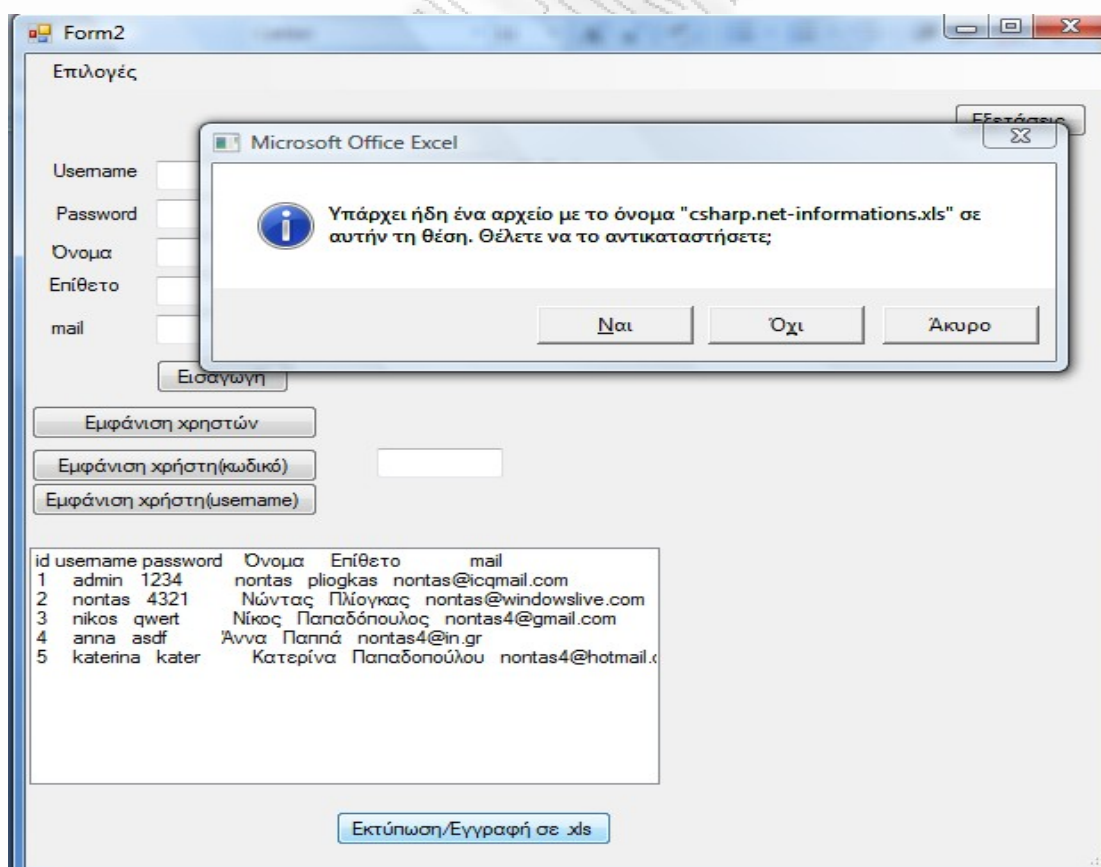 Form2
Επιλογές
Εξετάσεις
Microsoft Office Excel
Υπάρχει ήδη ένα αρχείο με το όνομα "csharp.net-informations.xls" σε
αυτήν τη θέση. Θέλετε να το αντικαταστήσετε;
Ναι Όχι Άκυρο
Username
Password
Όνομα
Επίθετο
mail
Εισαγωγή
Εμφάνιση χρηστών
Εμφάνιση χρήστη(κωδικό)
Εμφάνιση χρήστη(username)
id username password Όνομα Επίθετο mail
1 admin 1234 nontas pliogkas nontas@icqmail.com
2 nontas 4321 Νώντας Πλίογκας nontas@windowslive.com
3 nikos qwert Νίκος Παπαδόπουλος nontas4@gmail.com
4 anna asdf Άννα Παππά nontas4@in.gr
5 katerina kater Κατερίνα Παπαδοπούλου nontas4@hotmail.c
Εκτύπωση/Εγγραφή σε .xls